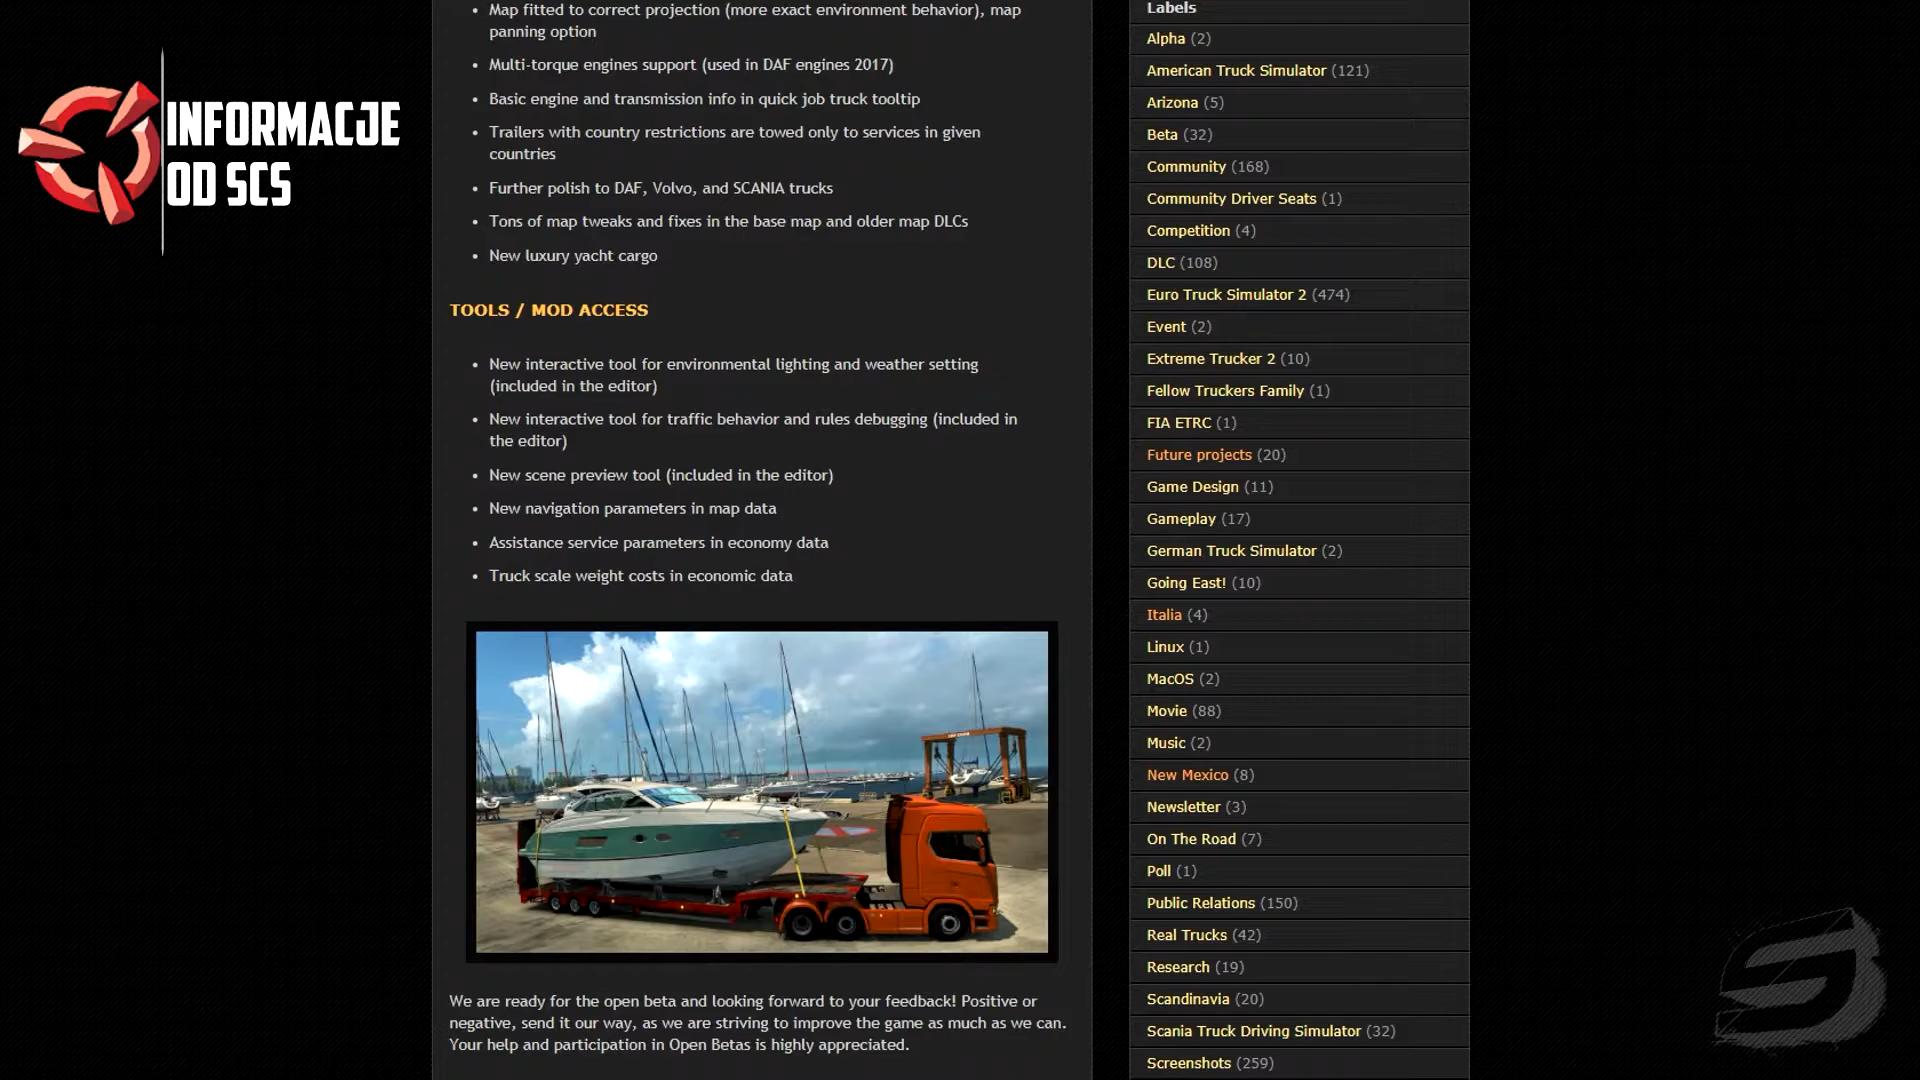 INFORMACJE
OD SCS
• Map fitted to correct projection (more exact environment behavior), map
panning option
• Multi-torque engines support (used in DAF engines 2017)
• Basic engine and transmission info in quick job truck tooltip
• Trailers with country restrictions are towed only to services in given
countries
• Further polish to DAF, Volvo, and SCANIA trucks
• Tons of map tweaks and fixes in the base map and older map DLCs
• New luxury yacht cargo
TOOLS / MOD ACCESS
• New interactive tool for environmental lighting and weather setting
(included in the editor)
• New interactive tool for traffic behavior and rules debugging (included in
the editor)
• New scene preview tool (included in the editor)
• New navigation parameters in map data
• Assistance service parameters in economy data
• Truck scale weight costs in economic data
We are ready for the open beta and looking forward to your feedback! Positive or
negative, send it our way, as we are striving to improve the game as much as we can.
Your help and participation in Open Betas is highly appreciated.
Labels
Alpha (2)
American Truck Simulator (121)
Arizona (5)
Beta (32)
Community (168)
Community Driver Seats (1)
Competition (4)
DLC (108)
Euro Truck Simulator 2 (474)
Event (2)
Extreme Trucker 2 (10)
Fellow Truckers Family (1)
FIA ETRC (1)
Future projects (20)
Game Design (11)
Gameplay (17)
German Truck Simulator (2)
Going East! (10)
Italia (4)
Linux (1)
MacOS (2)
Movie (88)
Music (2)
New Mexico (8)
Newsletter (3)
On The Road (7)
Poll (1)
Public Relations (150)
Real Trucks (42)
Research (19)
Scandinavia (20)
Scania Truck Driving Simulator (32)
Screenshots (259)